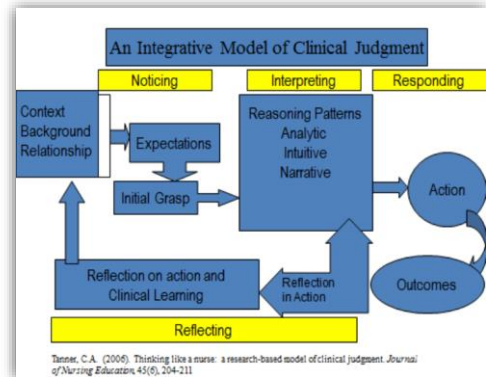 An Integrative Model of Clinical Judgment
Noticing
Interpreting
Responding
Context
Background
Relationship
Expectations
Initial Grasp
Reasoning Patterns
Analytic
Intuitive
Narrative
Action
Outcomes
Reflection on action and
Clinical Learning
Reflection
in Action
Reflecting
Tanner, C.A. (2006). Thinking like a nurse: a research-based model of clinical judgment. Journal
of Nursing Education, 45(6), 204-211